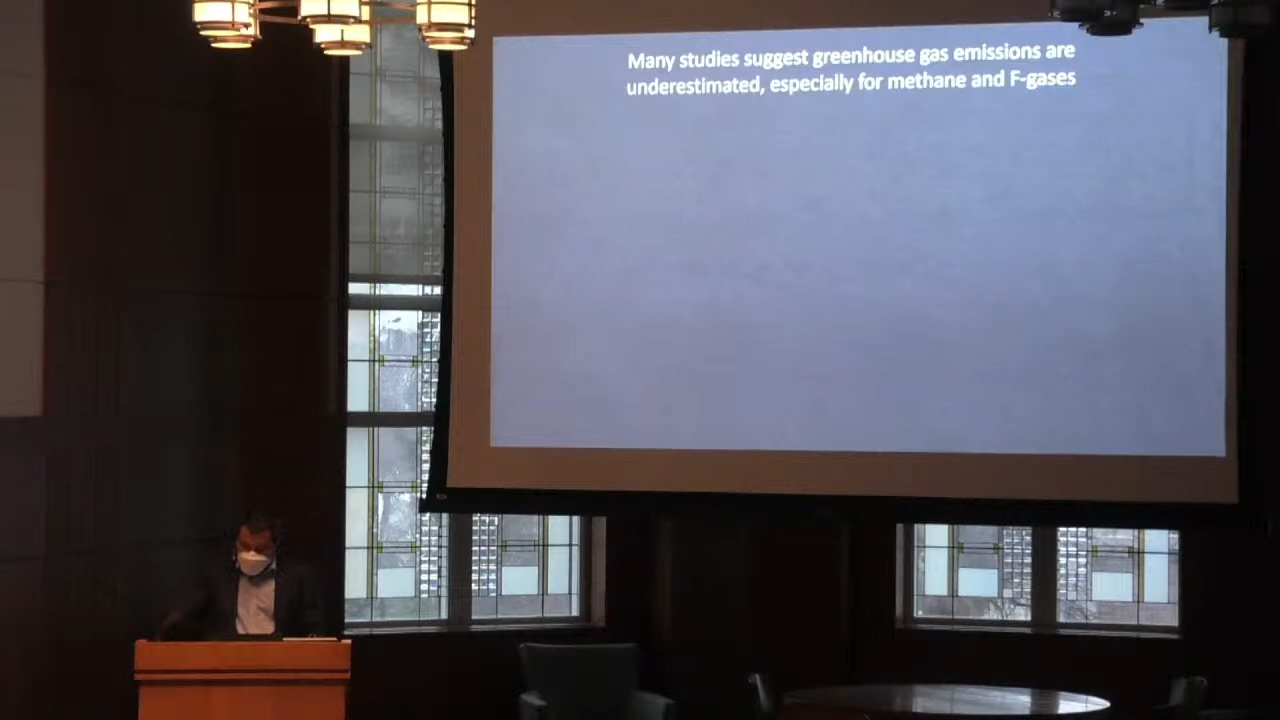 Many studies suggest greenhouse gas emissions are
underestimated, especially for methane and F-gases